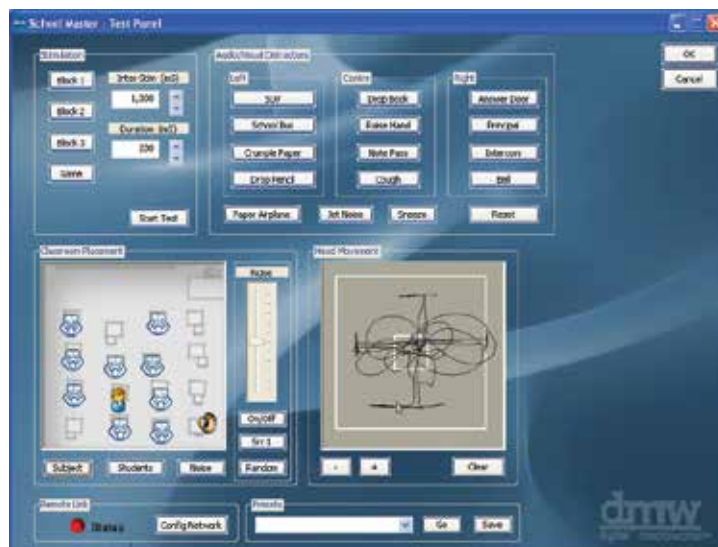 School Master - Test Panel
OK
Cancel
Stimulation
Block 1
Block 2
Block 3
Game
Inter-Stim (mS)
1,300
Duration (mS)
200
Start Test
Audio/Visual Distractions
Left
SUV
School Bus
Crumple Paper
Drop Pencil
Centre
Drop Book
Raise Hand
Note Pass
Cough
Right
Answer Door
Principal
Intercom
Bell
Paper Airplane
Jet Noise
Sneeze
Reset
Classroom Placement
Noise
On/Off
Src 1
Random
Subject
Students
Noise
Head Movement
-
+
Clear
Remote Link
Status
Config Network
Presets
Go
Save
dmw